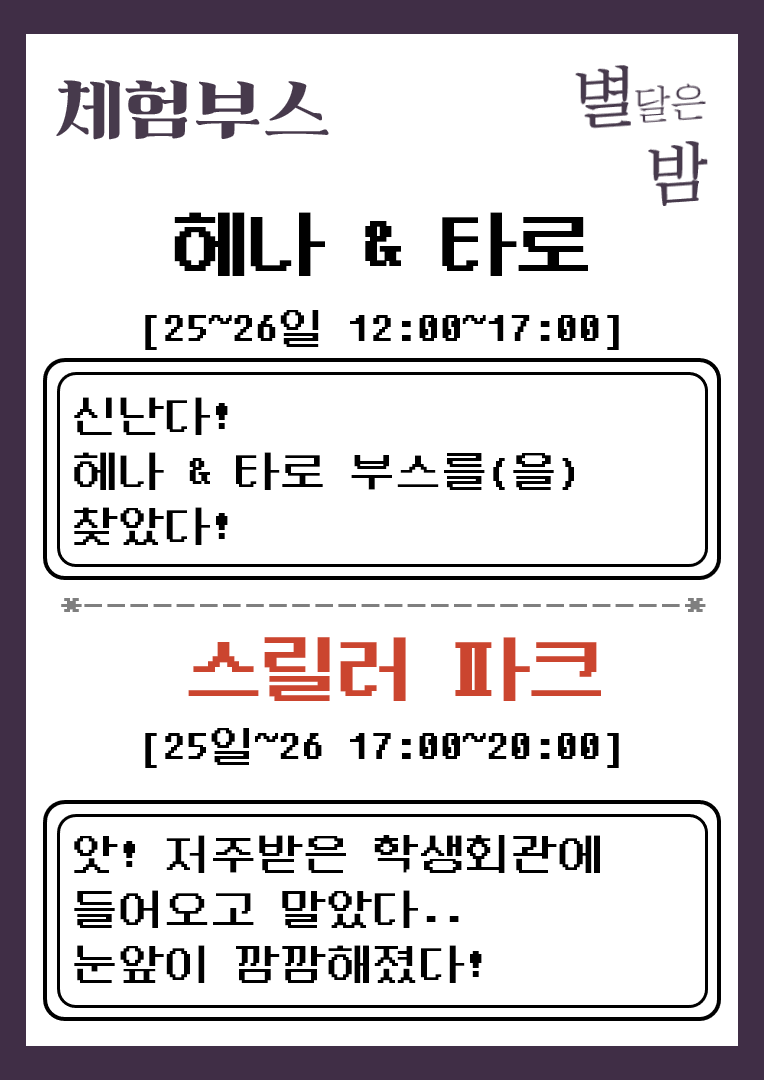 체험부스
별달은
밤
헤나 & 타로
[25~26일 12:00~17:00]
신난다!
헤나 & 타로 부스를(을)
찾았다!
*---------------------------*
스릴러 파크
[25일~26 17:00~20:00]
앗! 저주받은 학생회관에
들어오고 말았다..
눈앞이 깜깜해졌다!